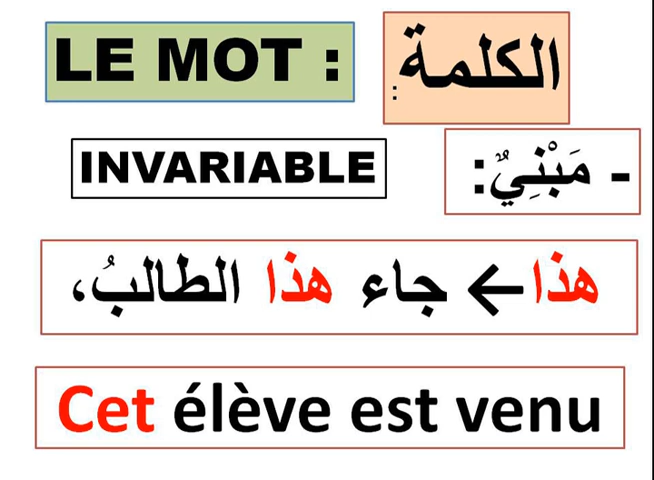 LE MOT :
الكلمة :
INVARIABLE
- مَبْنِيٌ:
هذا ← جاء هذا الطالبُ،
Cet élève est venu